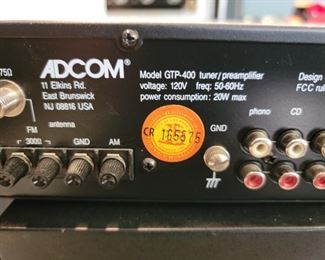 75Ω
ADCOM®
11 Elkins Rd.
East Brunswick
NJ 08816 USA
Model GTP-400 tuner/preamplifier
voltage: 120V freq: 50-60Hz
power consumption: 20W max
Design
FCC rul
FM
antenna
300Ω
GND
AM
CR 165575
GND
phono
CD